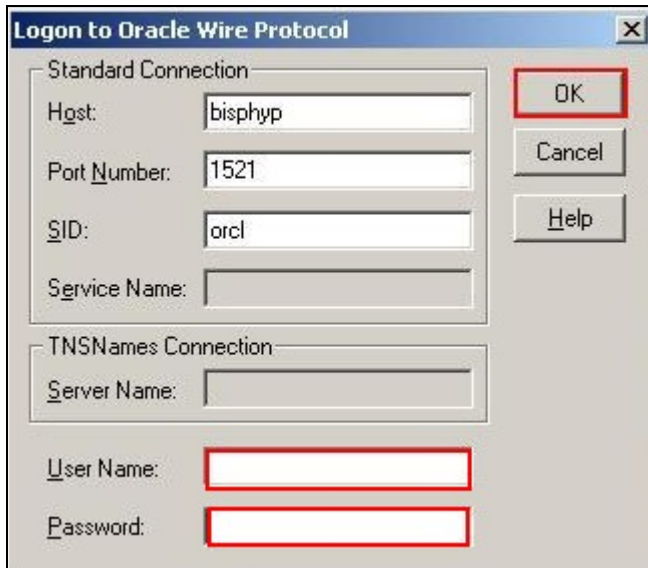 Logon to Oracle Wire Protocol
Standard Connection
Host: bisphyp
OK
Port Number: 1521
Cancel
SID: orcl
Help
Service Name:
TNSNames Connection
Server Name:
User Name:
Password: